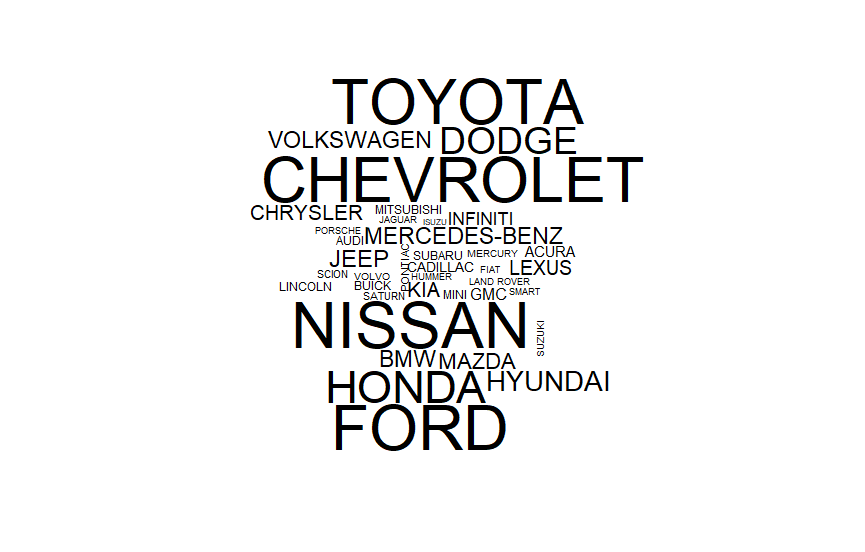 TOYOTA
VOLKSWAGEN DODGE
CHEVROLET
CHRYSLER MITSUBISHI
JAGUAR ISUZU INFINITI
PORSCHE
AUDI MERCEDES-BENZ
JEEP PONTIAC SUBARU MERCURY ACURA
CADILLAC FIAT LEXUS
SCION VOLVO HUMMER
LINCOLN BUICK LAND ROVER
SATURN KIA MINI GMC SMART
NISSAN SUZUKI
BMW MAZDA
HONDA HYUNDAI
FORD